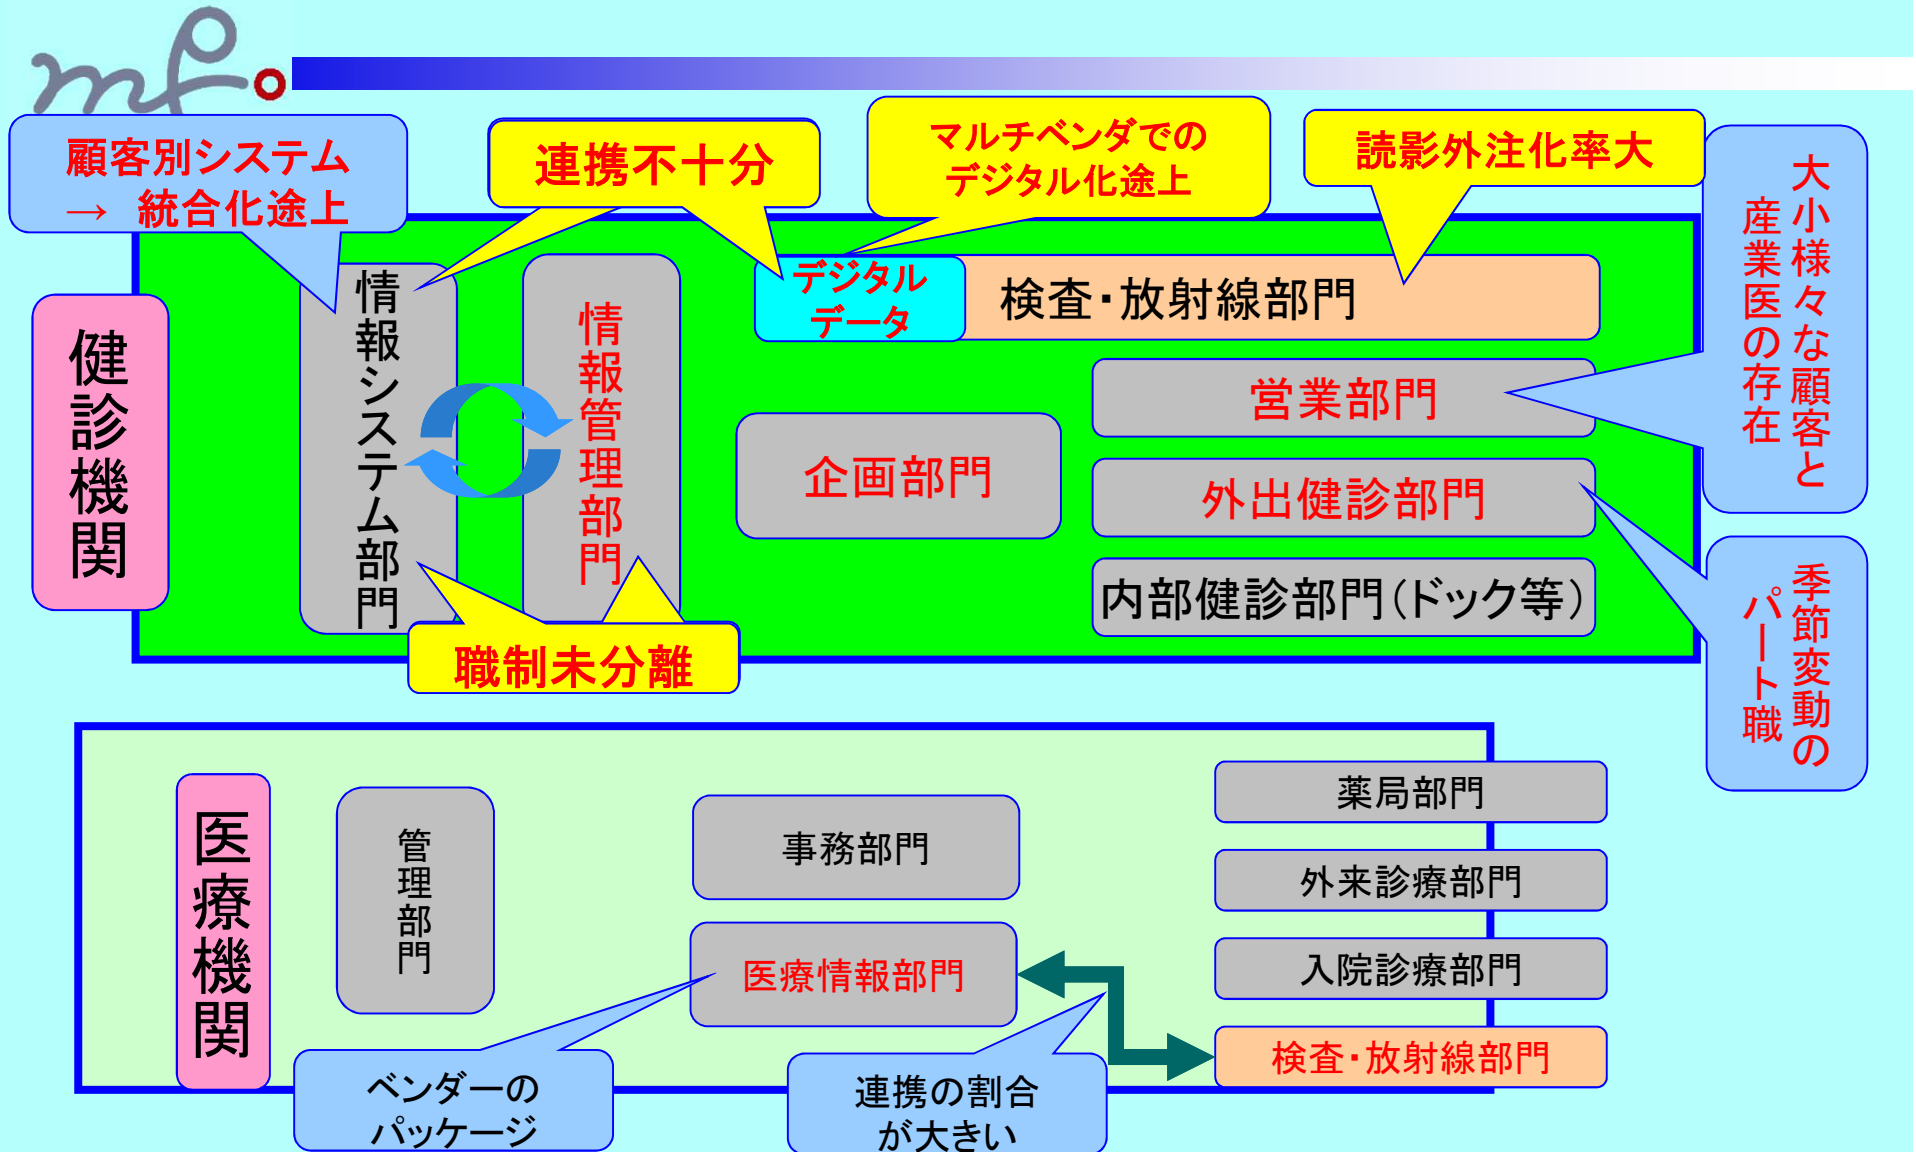 mf
顧客別システム
→ 統合化途上
連携不十分
マルチベンダでの
デジタル化途上
読影外注化率大
大小様々な顧客と
産業医の存在
健診機関
情報システム部門
情報管理部門
デジタル
データ
検査・放射線部門
営業部門
企画部門
外出健診部門
内部健診部門(ドック等)
職制未分離
季節変動の
パート職
医療機関
管理部門
事務部門
医療情報部門
薬局部門
外来診療部門
入院診療部門
検査・放射線部門
ベンダーの
パッケージ
連携の割合
が大きい